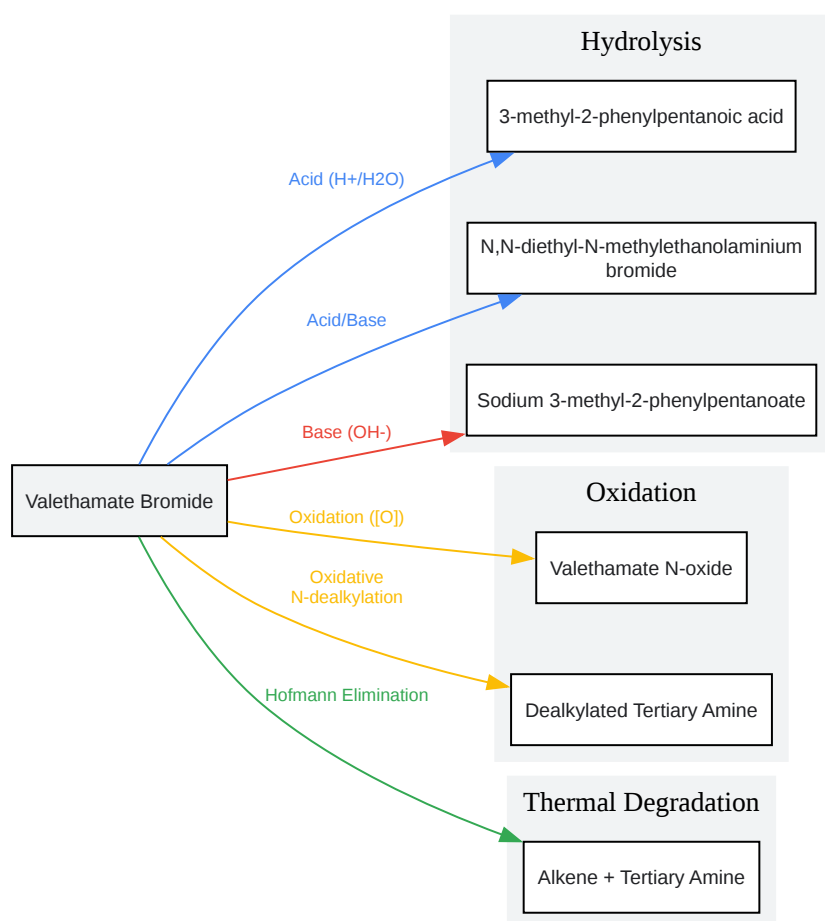 Hydrolysis
3-methyl-2-phenylpentanoic acid
Acid (H+/H2O)
N,N-diethyl-N-methylethanolaminium
bromide
Acid/Base
Sodium 3-methyl-2-phenylpentanoate
Base (OH-)
Valethamate Bromide
Oxidation
Oxidation ([O])
Valethamate N-oxide
Oxidative
N-dealkylation
Dealkylated Tertiary Amine
Hofmann Elimination
Thermal Degradation
Alkene + Tertiary Amine